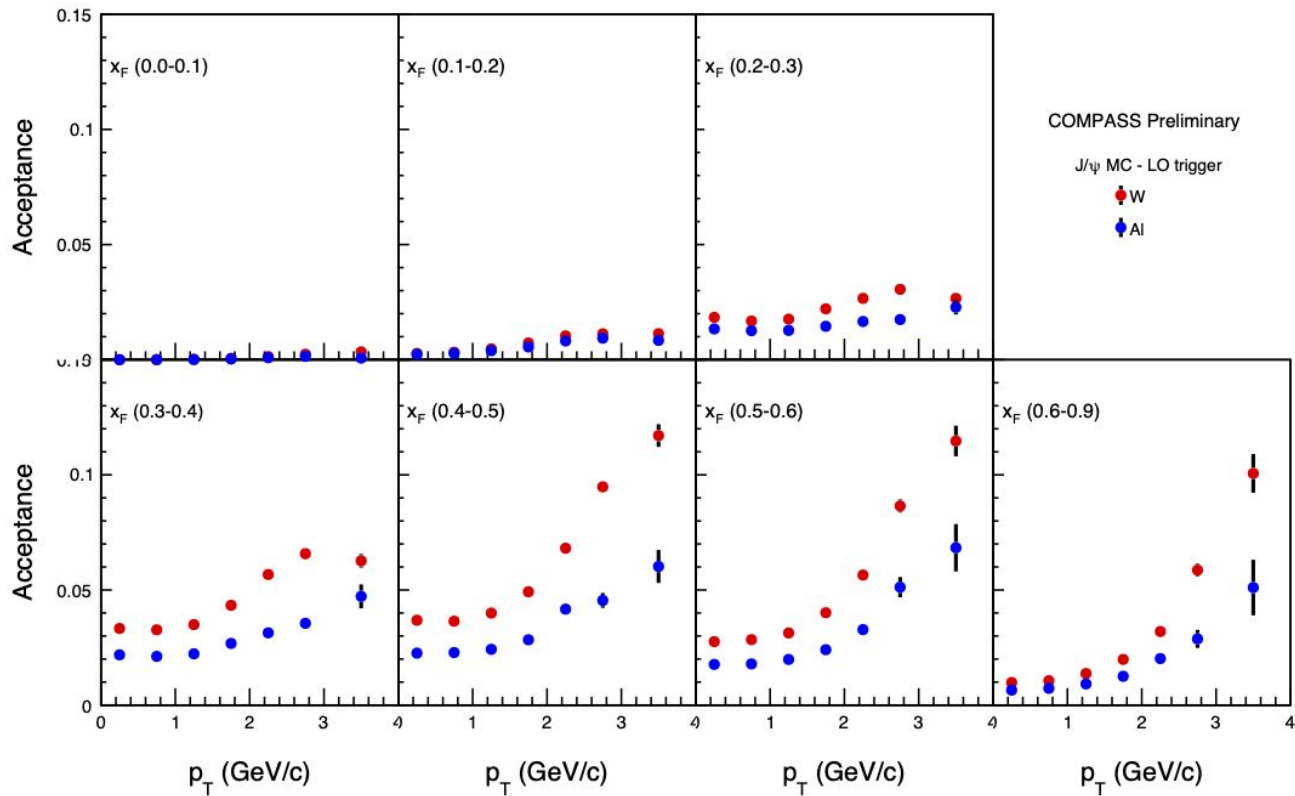 0.15
x_F (0.0-0.1)
x_F (0.1-0.2)
x_F (0.2-0.3)
COMPASS Preliminary
J/ψ MC - LO trigger
W
Al
0.1
0.05
Acceptance
x_F (0.3-0.4)
x_F (0.4-0.5)
x_F (0.5-0.6)
x_F (0.6-0.9)
0.1
0.05
0
Acceptance
0 1 2 3 4
1 2 3 4
1 2 3 4
1 2 3 4
p_T (GeV/c)
p_T (GeV/c)
p_T (GeV/c)
p_T (GeV/c)